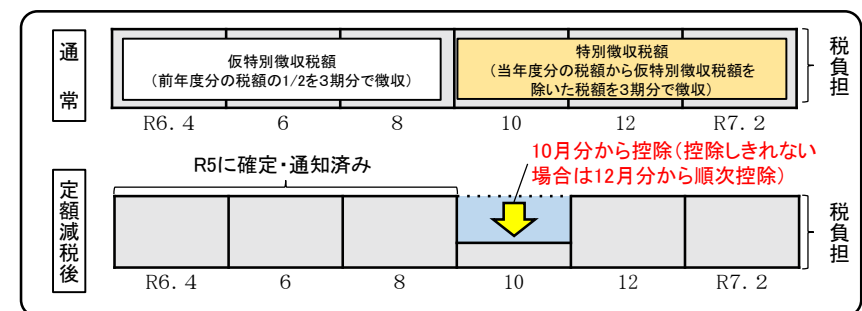 通常
仮特別徴収税額
(前年度分の税額の1/2を3期分で徴収)
特別徴収税額
(当年度分の税額から仮特別徴収税額を
除いた税額を3期分で徴収)
税負担
R6.4
6
8
10
12
R7.2
R5に確定・通知済み
10月分から控除(控除しきれない
場合は12月分から順次控除)
定額減税後
税負担
R6.4
6
8
10
12
R7.2